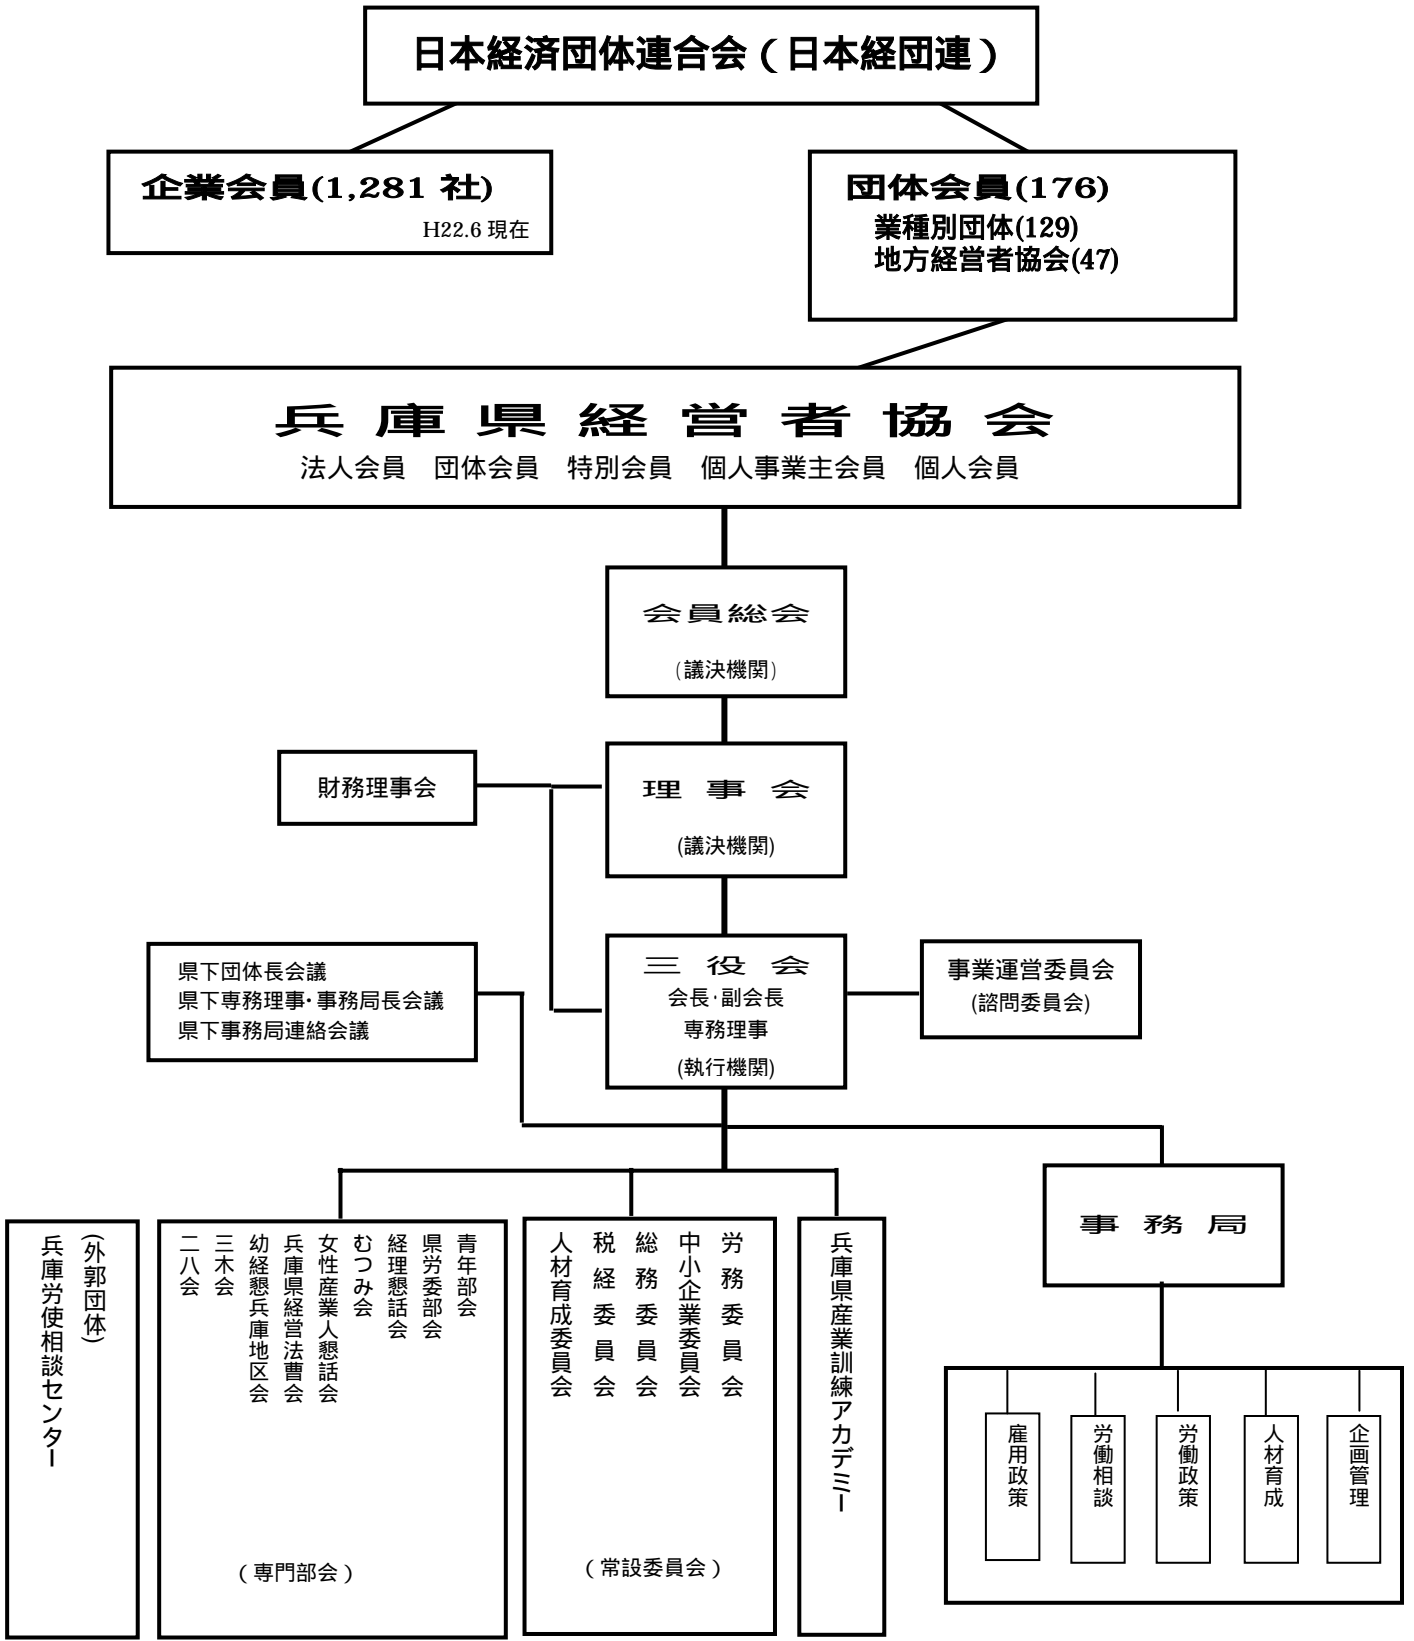 日本経済団体連合会（日本経団連）
企業会員(1,281 社)
H22.6 現在
団体会員(176)
業種別団体(129)
地方経営者協会(47)
兵庫県経営者協会
法人会員　団体会員　特別会員　個人事業主会員　個人会員
会員総会
(議決機関)
財務理事会
理事会
(議決機関)
県下団体長会議
県下専務理事・事務局長会議
県下事務局連絡会議
三役会
会長・副会長
専務理事
(執行機関)
事業運営委員会
(諮問委員会)
事務局
(外郭団体)
兵庫労使相談センター
青年部会
県労委部会
経理懇話会
むつみ会
女性産業人懇話会
兵庫県経営法曹会
幼経懇兵庫地区会
三木会
二八会
（専門部会）
労務委員会
中小企業委員会
総務委員会
税経委員会
人材育成委員会
（常設委員会）
兵庫県産業訓練アカデミー
企画管理
人材育成
労働政策
労働相談
雇用政策